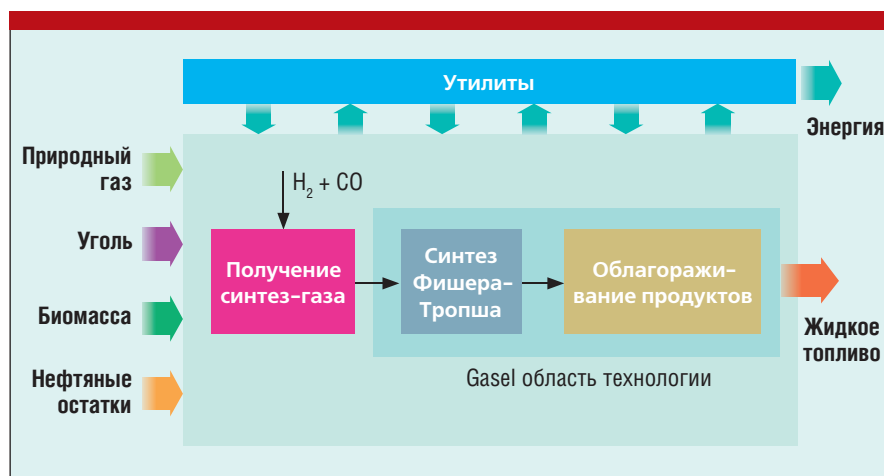 Утилиты
Энергия
Природный
газ
H₂ + CO
Уголь
Получение
синтез-газа
Синтез
Фишера–
Тропша
Облагоражи-
вание продуктов
Биомасса
Жидкое
топливо
Gasel область технологии
Нефтяные
остатки